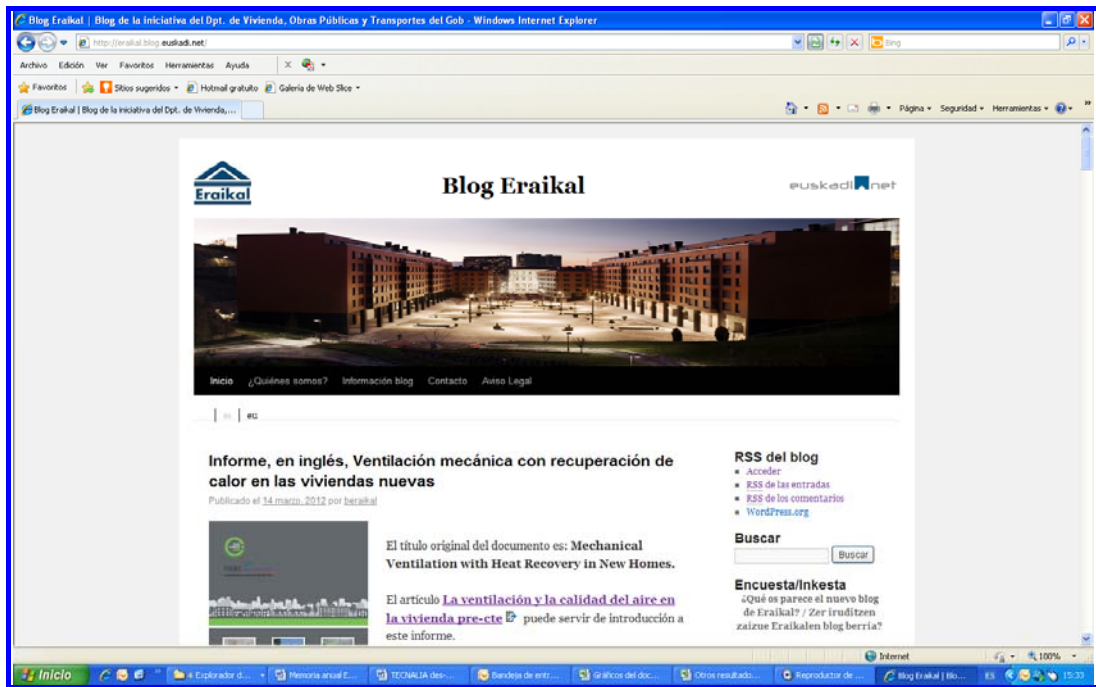 Blog Eraikal | Blog de la iniciativa del Dpt. de Vivienda, Obras Públicas y Transportes del Gob - Windows Internet Explorer
http://eraikal.blog.euskadi.net/
Bing
Archivo Edición Ver Favoritos Herramientas Ayuda
Favoritos Sitios sugeridos Hotmail gratuito Galería de Web Slice
Blog Eraikal | Blog de la iniciativa del Dpt. de Vivienda,...
Página Seguridad Herramientas
Eraikal
Blog Eraikal
euskadi net
Inicio ¿Quiénes somos? Información blog Contacto Aviso Legal
es eu
Informe, en inglés, Ventilación mecánica con recuperación de
calor en las viviendas nuevas
Publicado el 14 marzo, 2012 por beraikal
El título original del documento es: Mechanical
Ventilation with Heat Recovery in New Homes.
El artículo La ventilación y la calidad del aire en
la vivienda pre-cte puede servir de introducción a
este informe.
RSS del blog
Acceder
RSS de las entradas
RSS de los comentarios
WordPress.org
Buscar
Buscar
Encuesta/Inkesta
¿Qué os parece el nuevo blog
de Eraikal? / Zer iruditzen
zaizue Eraikalen blog berria?
Internet 100%
Inicio 4 Explorador d... Memoria anual E... TECNALIA des-... Bandeja de entr... Gráficos del doc... Otros resultado... Reproductor de ... Blog Eraikal | Blo... ES 15:33